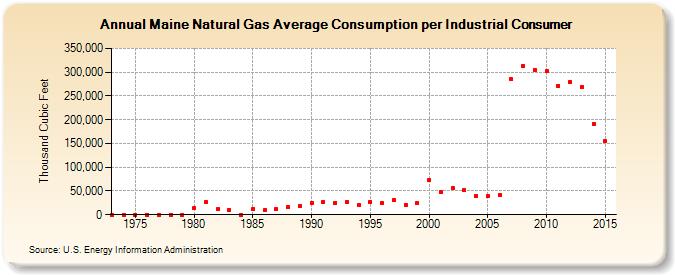 Annual Maine Natural Gas Average Consumption per Industrial Consumer
Thousand Cubic Feet
350,000
300,000
250,000
200,000
150,000
100,000
50,000
0
1975 1980 1985 1990 1995 2000 2005 2010 2015
Source: U.S. Energy Information Administration